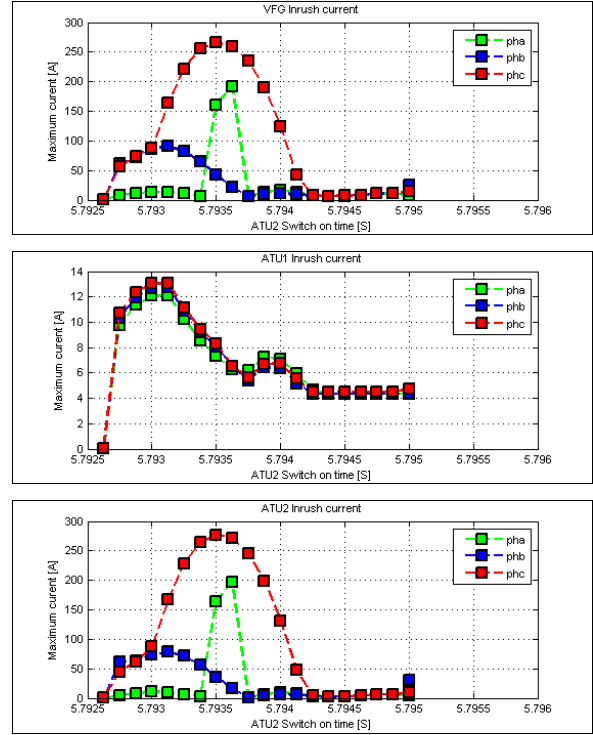 VFG Inrush current
Maximum curent [A]
300
250
200
150
100
50
0
pha
phb
phc
5.7925 5.793 5.7935 5.794 5.7945 5.795 5.7955 5.796
ATU2 Switch on time [S]
ATU1 Inrush current
Maximum curent [A]
14
12
10
8
6
4
2
0
pha
phb
phc
5.7925 5.793 5.7935 5.794 5.7945 5.795 5.7955 5.796
ATU2 Switch on time [S]
ATU2 Inrush current
Maximum curent [A]
300
250
200
150
100
50
0
pha
phb
phc
5.7925 5.793 5.7935 5.794 5.7945 5.795 5.7955 5.796
ATU2 Switch on time [S]